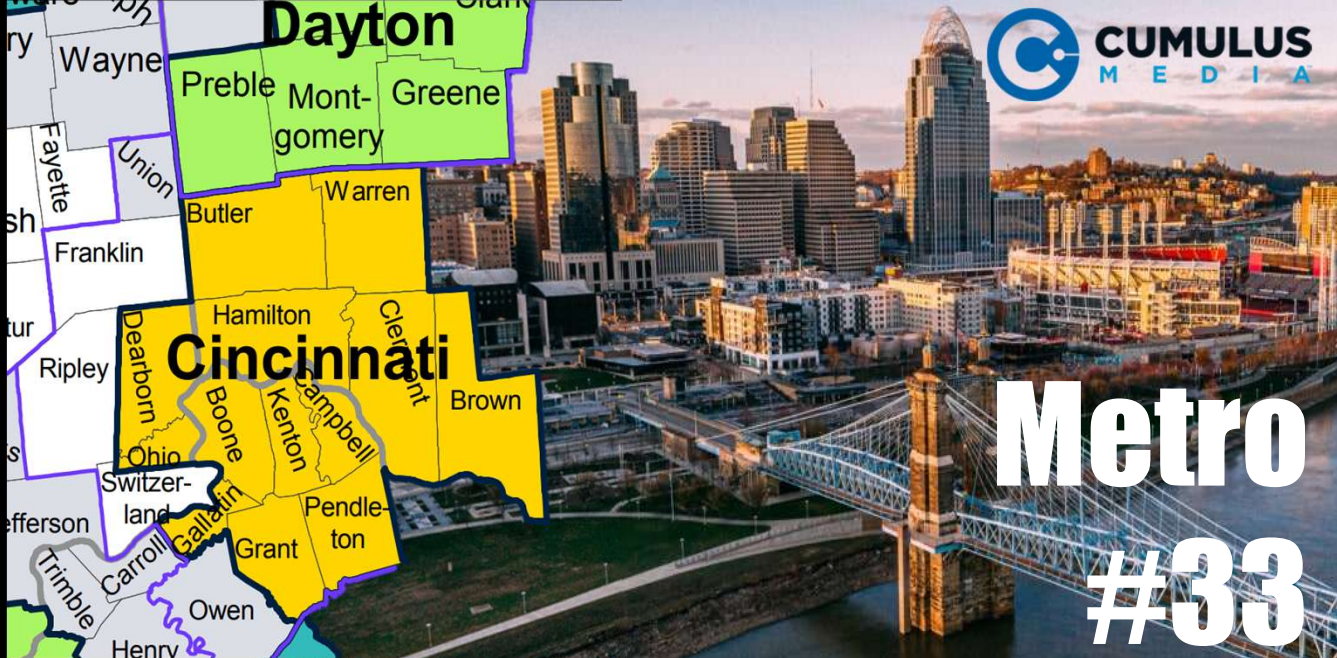 Dayton
Wayne
Preble
Mont-
gomery
Greene
Fayette
Union
Warren
Butler
Franklin
Hamilton
Dearborn
Clermont
Cincinnati
Ripley
Boone
Kenton
Campbell
Brown
Ohio
Switzer-
land
Gallatin
Pendle-
ton
Grant
Carroll
Trimble
Owen
Henry
CUMULUS
MEDIA
Metro
#33